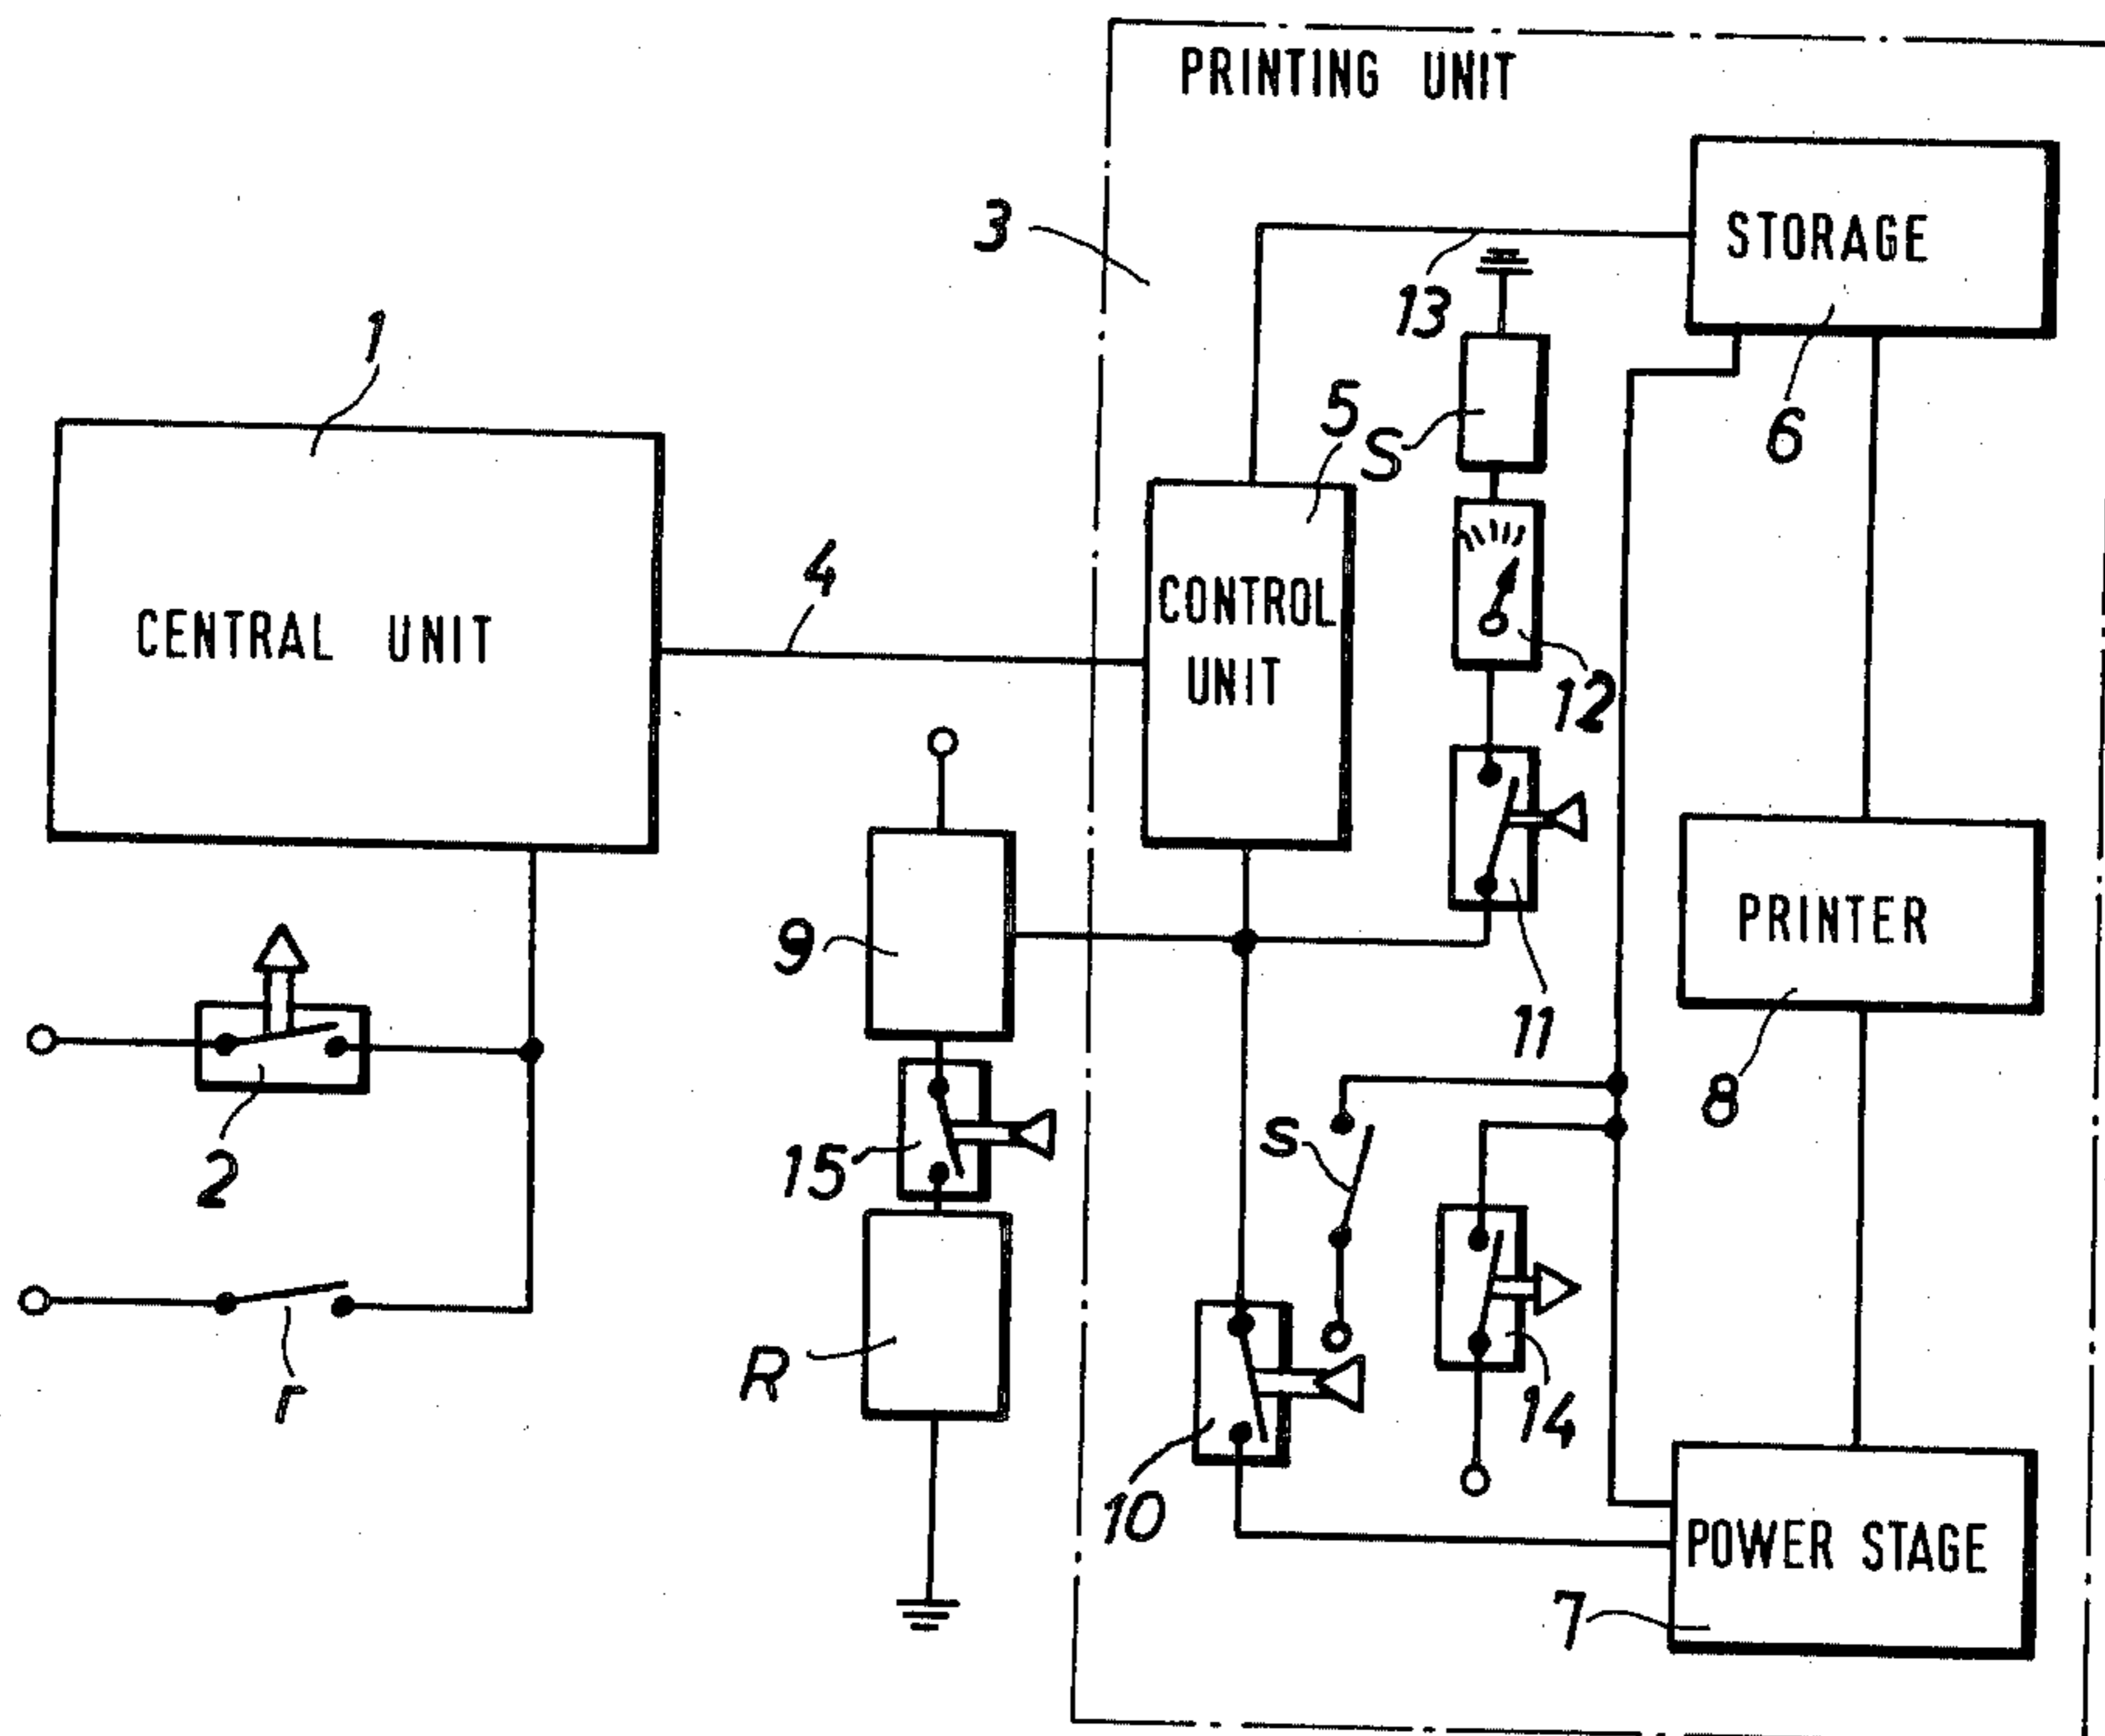 PRINTING UNIT
STORAGE
3
13
1
5
S
6
4
CENTRAL UNIT
CONTROL
UNIT
12
9
PRINTER
11
8
2
15
s
R
r
14
10
POWER STAGE
7